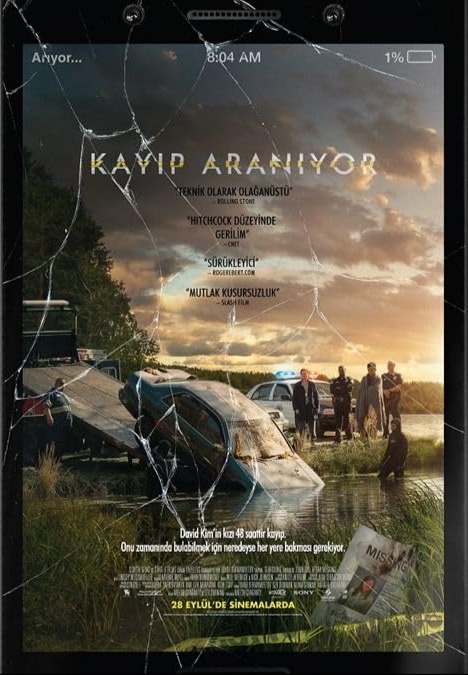 Arıyor...
8:04 AM
1%
KAYIP ARANIYOR
"TEKNİK OLARAK OLAĞANÜSTÜ"
– ROLLING STONE
"HITCHCOCK DÜZEYİNDE
GERİLİM"
– CNET
"SÜRÜKLEYİCİ"
– ROGEREBERT.COM
"MUTLAK KUSURSUZLUK"
– SLASH FILM
David Kim'in kızı 48 saattir kayıp.
Onu zamanında bulabilmek için neredeyse her yere bakması gerekiyor.
MISSING
SONY
28 EYLÜL'DE SİNEMALARDA